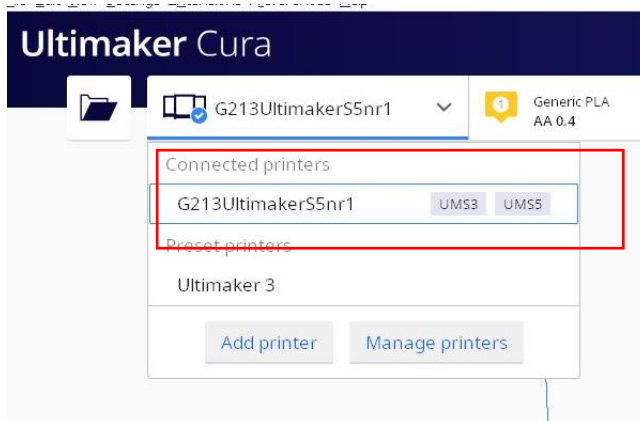 Ultimaker Cura
G213UltimakerS5nr1
1
Generic PLA
AA 0.4
Connected printers
G213UltimakerS5nr1 UMS3 UMS5
Preset printers
Ultimaker 3
Add printer Manage printers